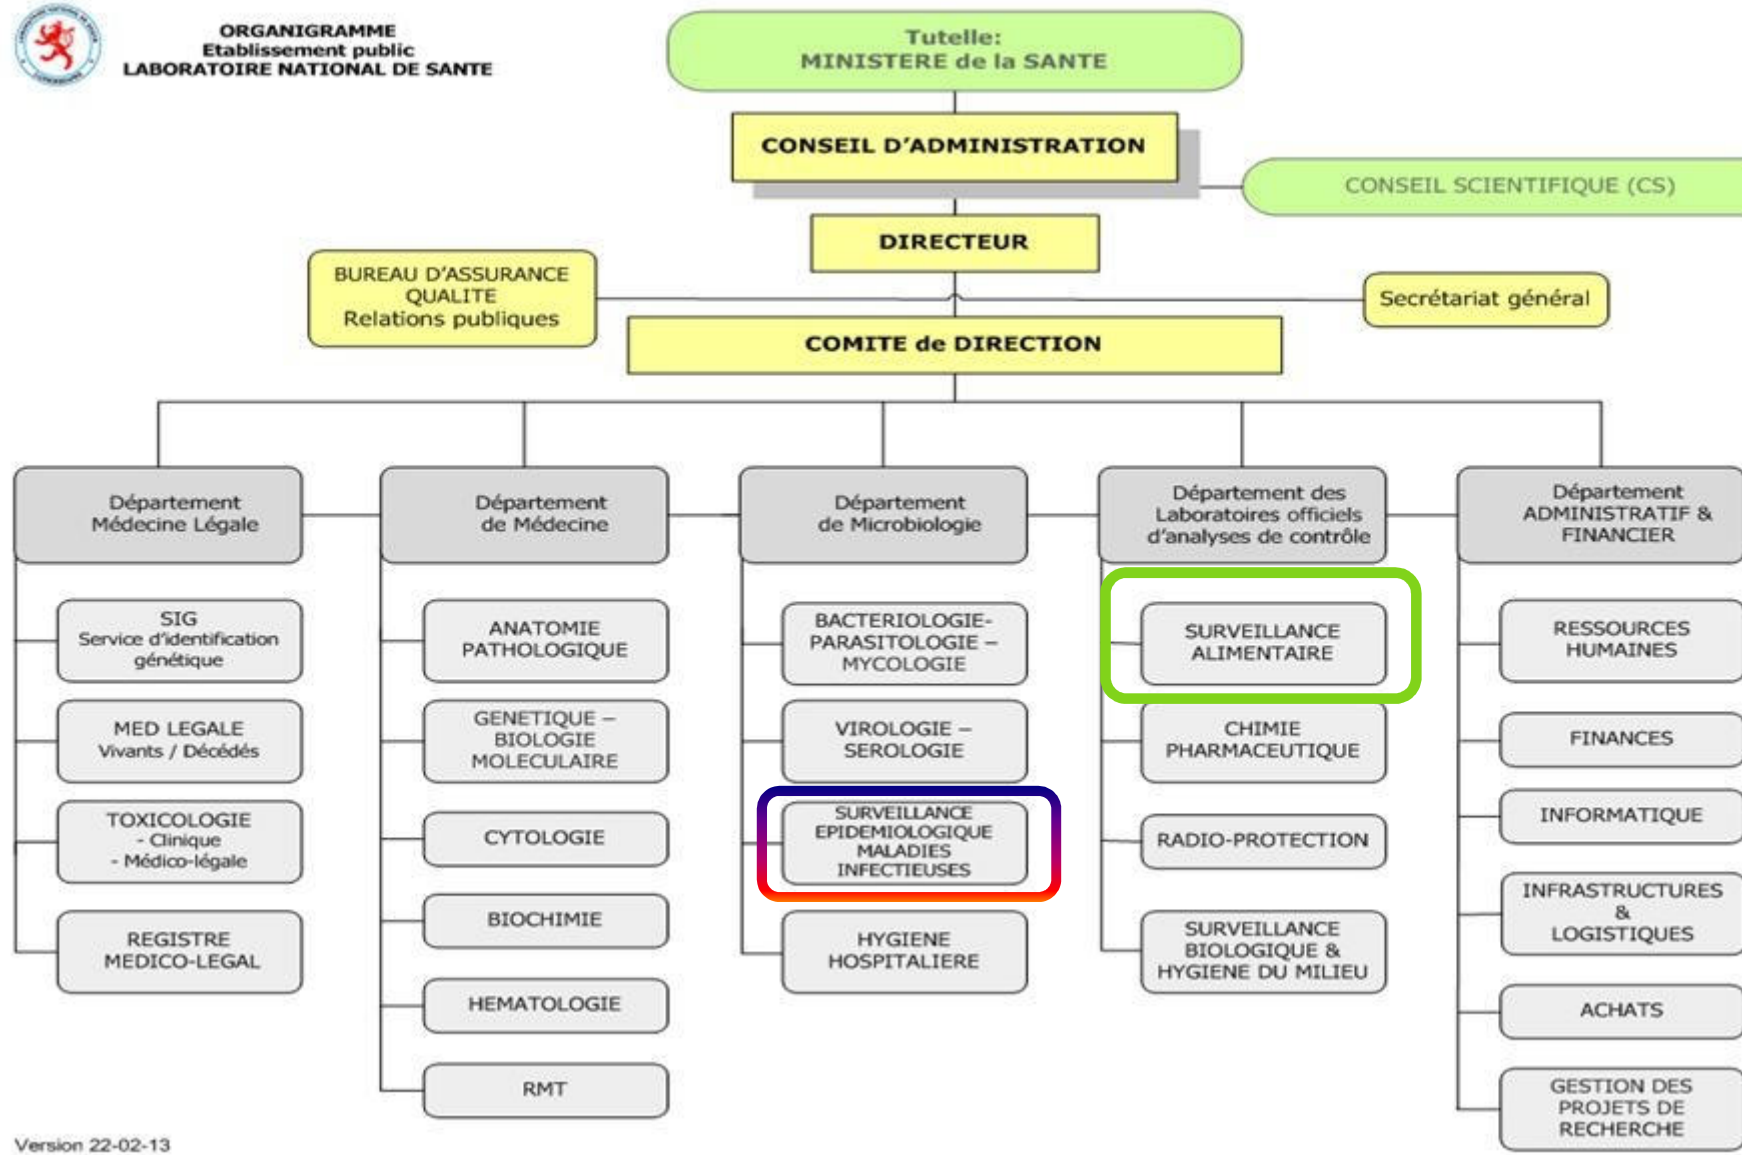 ORGANIGRAMME
Etablissement public
LABORATOIRE NATIONAL DE SANTE
Tutelle:
MINISTERE de la SANTE
CONSEIL D'ADMINISTRATION
CONSEIL SCIENTIFIQUE (CS)
DIRECTEUR
BUREAU D'ASSURANCE
QUALITE
Relations publiques
Secrétariat général
COMITE de DIRECTION
Département
Médecine Légale
SIG
Service d'identification
génétique
MED LEGALE
Vivants / Décédés
TOXICOLOGIE
- Clinique
- Médico-légale
REGISTRE
MEDICO-LEGAL
Département
de Médecine
ANATOMIE
PATHOLOGIQUE
GENETIQUE –
BIOLOGIE
MOLECULAIRE
CYTOLOGIE
BIOCHIMIE
HEMATOLOGIE
RMT
Département
de Microbiologie
BACTERIOLOGIE-
PARASITOLOGIE –
MYCOLOGIE
VIROLOGIE –
SEROLOGIE
SURVEILLANCE
EPIDEMIOLOGIQUE
MALADIES
INFECTIEUSES
HYGIENE
HOSPITALIERE
Département des
Laboratoires officiels
d'analyses de contrôle
SURVEILLANCE
ALIMENTAIRE
CHIMIE
PHARMACEUTIQUE
RADIO-PROTECTION
SURVEILLANCE
BIOLOGIQUE &
HYGIENE DU MILIEU
Département
ADMINISTRATIF &
FINANCIER
RESSOURCES
HUMAINES
FINANCES
INFORMATIQUE
INFRASTRUCTURES
&
LOGISTIQUES
ACHATS
GESTION DES
PROJETS DE
RECHERCHE
Version 22-02-13